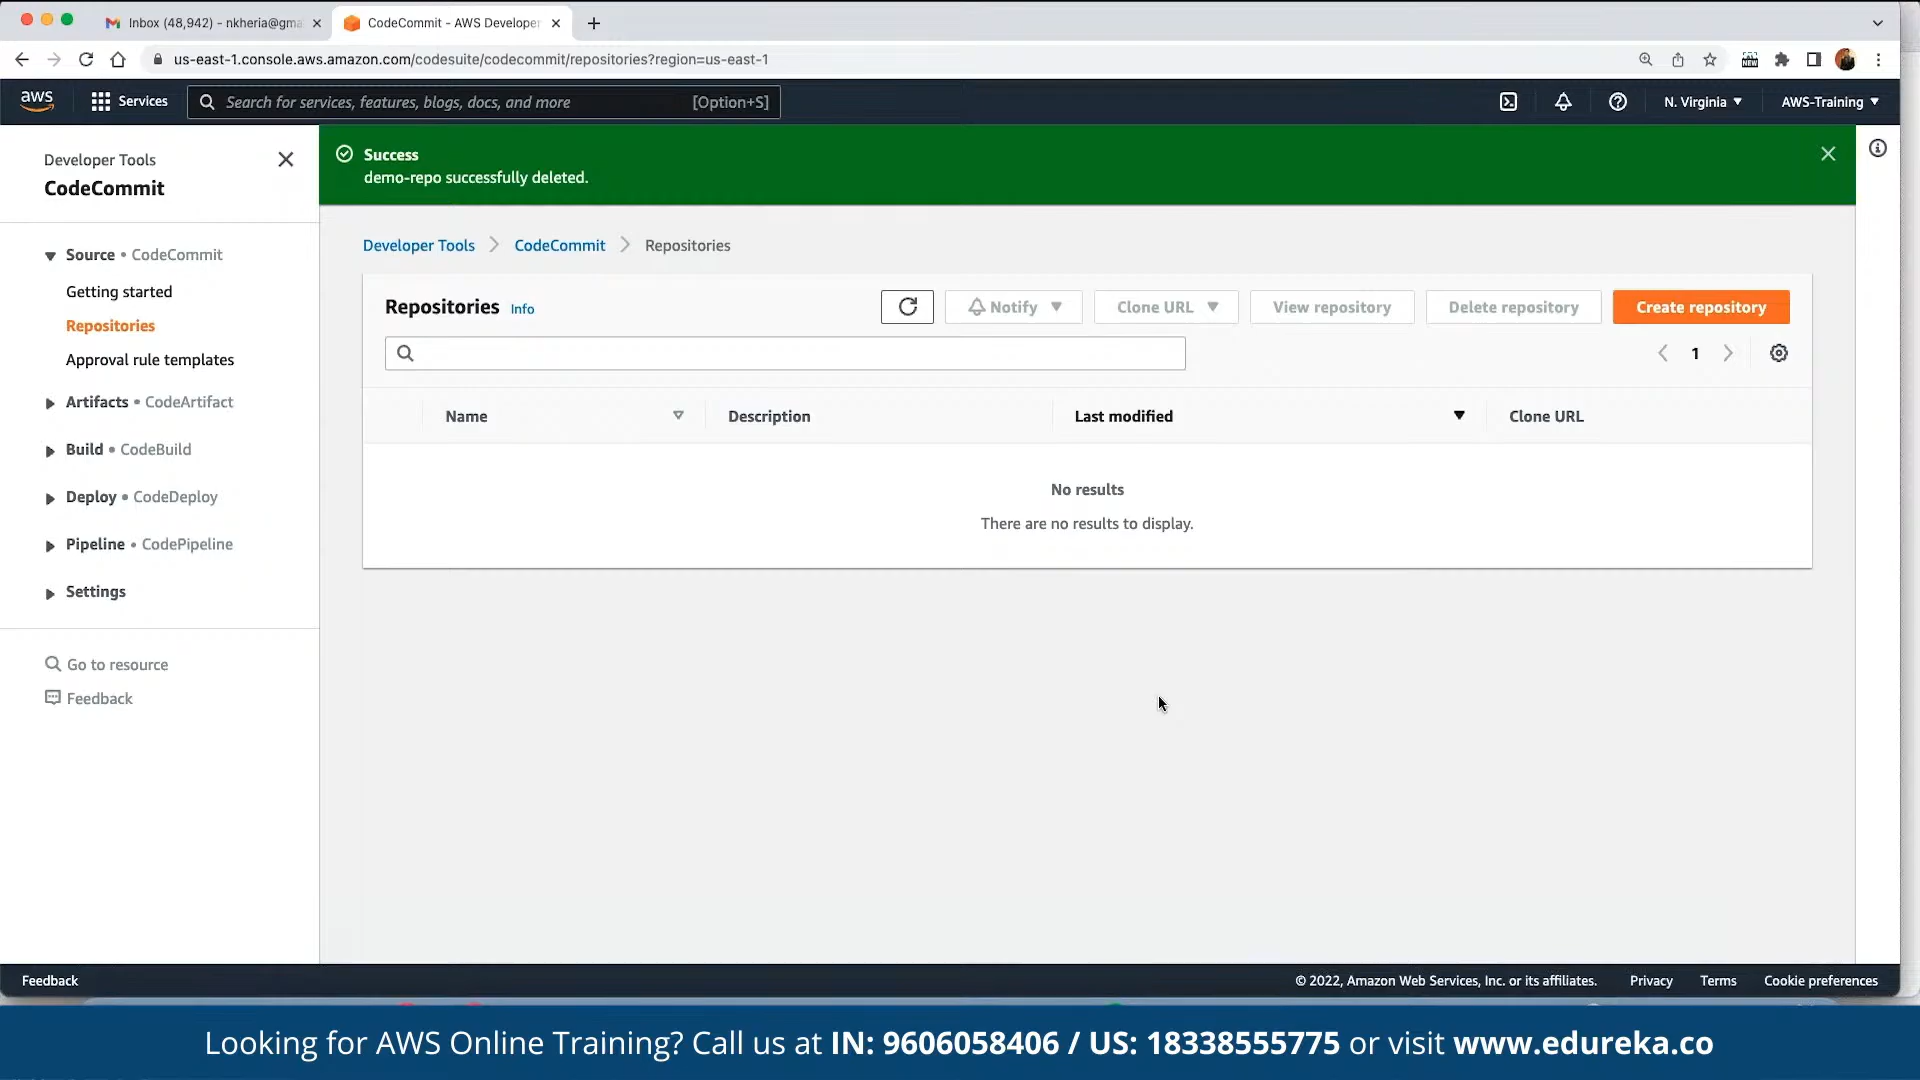 Inbox (48,942) - nkheria@gma
CodeCommit - AWS Developer
us-east-1.console.aws.amazon.com/codesuite/codecommit/repositories?region=us-east-1
NEW
aws
Services
Search for services, features, blogs, docs, and more
[Option+S]
N. Virginia
AWS-Training
Developer Tools
CodeCommit
Source • CodeCommit
Getting started
Repositories
Approval rule templates
Artifacts • CodeArtifact
Build • CodeBuild
Deploy • CodeDeploy
Pipeline • CodePipeline
Settings
Go to resource
Feedback
Success
demo-repo successfully deleted.
Developer Tools
CodeCommit
Repositories
Repositories Info
Notify
Clone URL
View repository
Delete repository
Create repository
1
Name
Description
Last modified
Clone URL
No results
There are no results to display.
Feedback
© 2022, Amazon Web Services, Inc. or its affiliates.
Privacy
Terms
Cookie preferences
Looking for AWS Online Training? Call us at IN: 9606058406 / US: 18338555775 or visit www.edureka.co